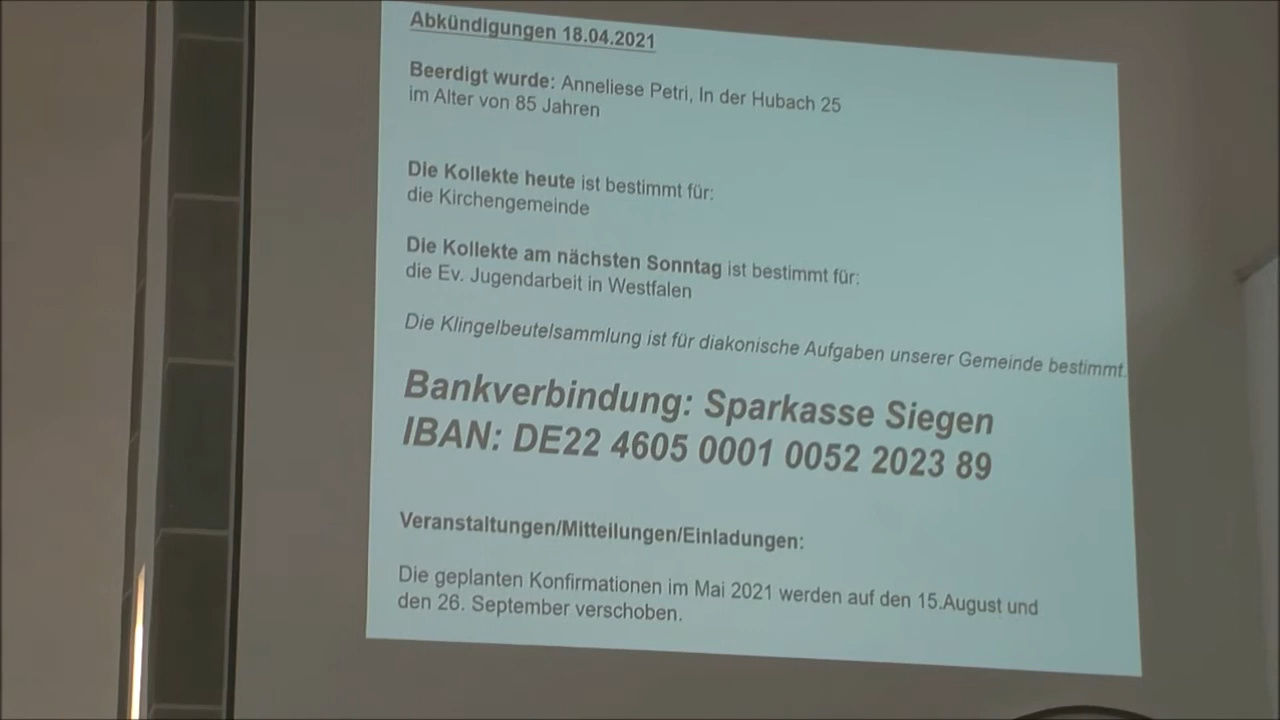 Abkündigungen 18.04.2021
Beerdigt wurde: Anneliese Petri, In der Hubach 25
im Alter von 85 Jahren
Die Kollekte heute ist bestimmt für:
die Kirchengemeinde
Die Kollekte am nächsten Sonntag ist bestimmt für:
die Ev. Jugendarbeit in Westfalen
Die Klingelbeutelsammlung ist für diakonische Aufgaben unserer Gemeinde bestimmt.
Bankverbindung: Sparkasse Siegen
IBAN: DE22 4605 0001 0052 2023 89
Veranstaltungen/Mitteilungen/Einladungen:
Die geplanten Konfirmationen im Mai 2021 werden auf den 15.August und
den 26. September verschoben.